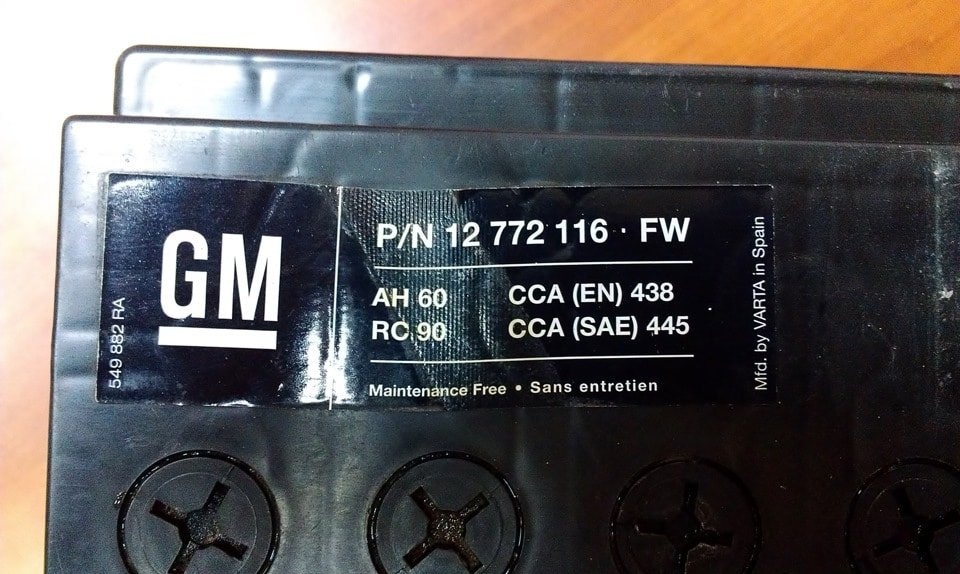 GM
549 882 RA
P/N 12 772 116 · FW
AH 60 CCA (EN) 438
RC 90 CCA (SAE) 445
Maintenance Free • Sans entretien
Mfd. by VARTA in Spain